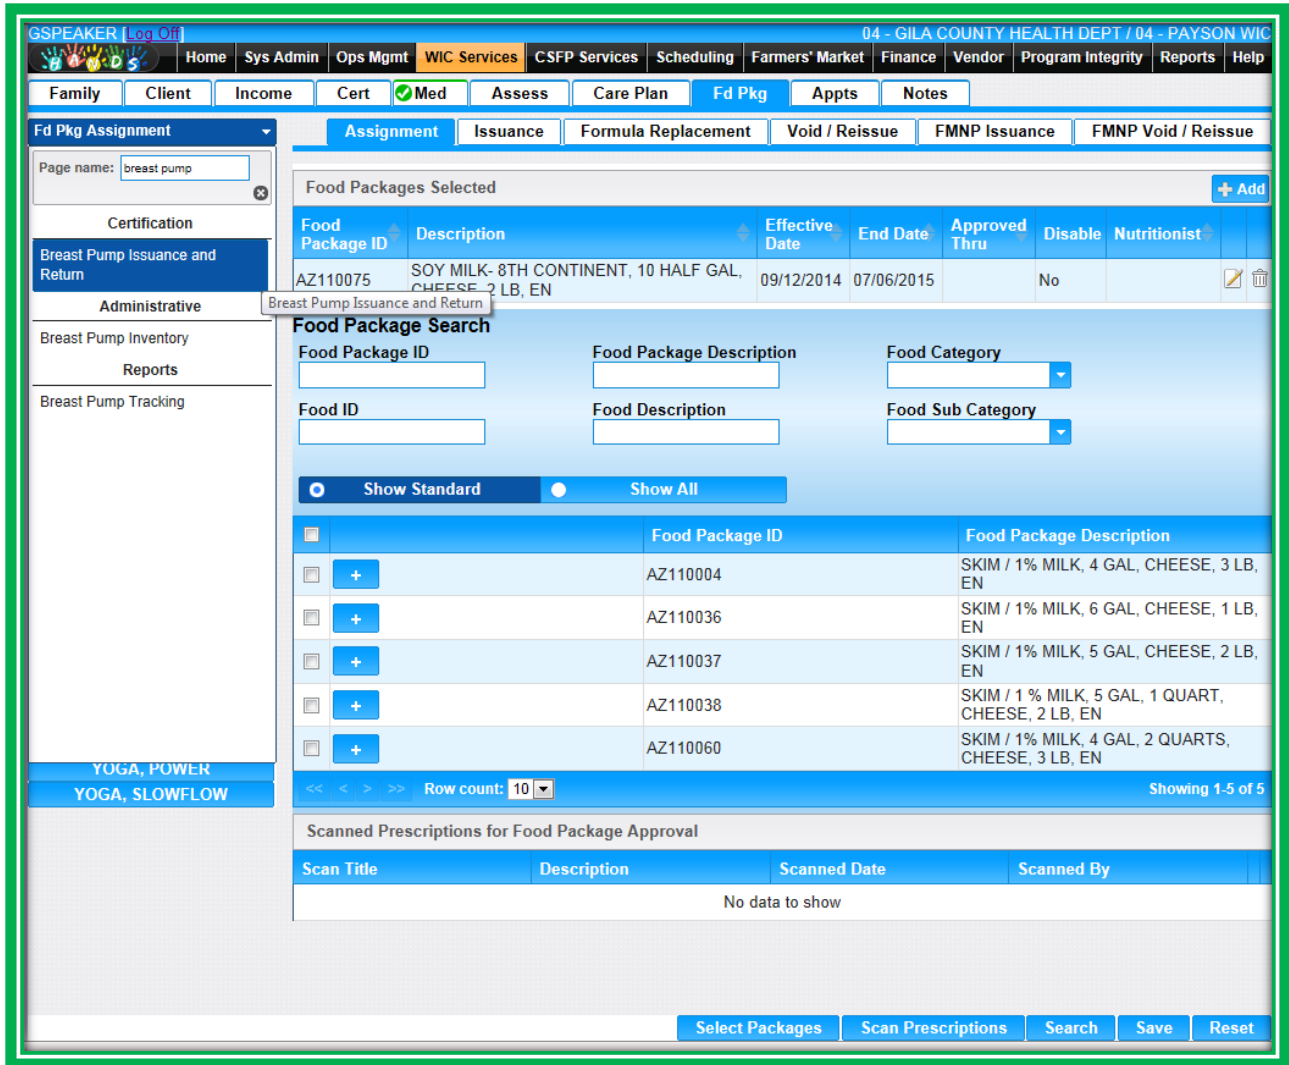 GSPEAKER [Log Off] 04 - GILA COUNTY HEALTH DEPT / 04 - PAYSON WIC
HANDS Home Sys Admin Ops Mgmt WIC Services CSFP Services Scheduling Farmers' Market Finance Vendor Program Integrity Reports Help
Family Client Income Cert Med Assess Care Plan Fd Pkg Appts Notes
Fd Pkg Assignment
Assignment Issuance Formula Replacement Void / Reissue FMNP Issuance FMNP Void / Reissue
Page name: breast pump
Certification
Breast Pump Issuance and
Return
Administrative
Breast Pump Inventory
Reports
Breast Pump Tracking
YOGA, POWER
YOGA, SLOWFLOW
Breast Pump Issuance and Return
Food Packages Selected + Add
Food Package ID Description Effective Date End Date Approved Thru Disable Nutritionist
AZ110075 SOY MILK- 8TH CONTINENT, 10 HALF GAL, 09/12/2014 07/06/2015 No
CHEESE, 2 LB, EN
Food Package Search
Food Package ID Food Package Description Food Category
Food ID Food Description Food Sub Category
Show Standard Show All
Food Package ID Food Package Description
+ AZ110004 SKIM / 1% MILK, 4 GAL, CHEESE, 3 LB,
EN
+ AZ110036 SKIM / 1% MILK, 6 GAL, CHEESE, 1 LB,
EN
+ AZ110037 SKIM / 1% MILK, 5 GAL, CHEESE, 2 LB,
EN
+ AZ110038 SKIM / 1 % MILK, 5 GAL, 1 QUART,
CHEESE, 2 LB, EN
+ AZ110060 SKIM / 1% MILK, 4 GAL, 2 QUARTS,
CHEESE, 3 LB, EN
<< < > >> Row count: 10 Showing 1-5 of 5
Scanned Prescriptions for Food Package Approval
Scan Title Description Scanned Date Scanned By
No data to show
Select Packages Scan Prescriptions Search Save Reset